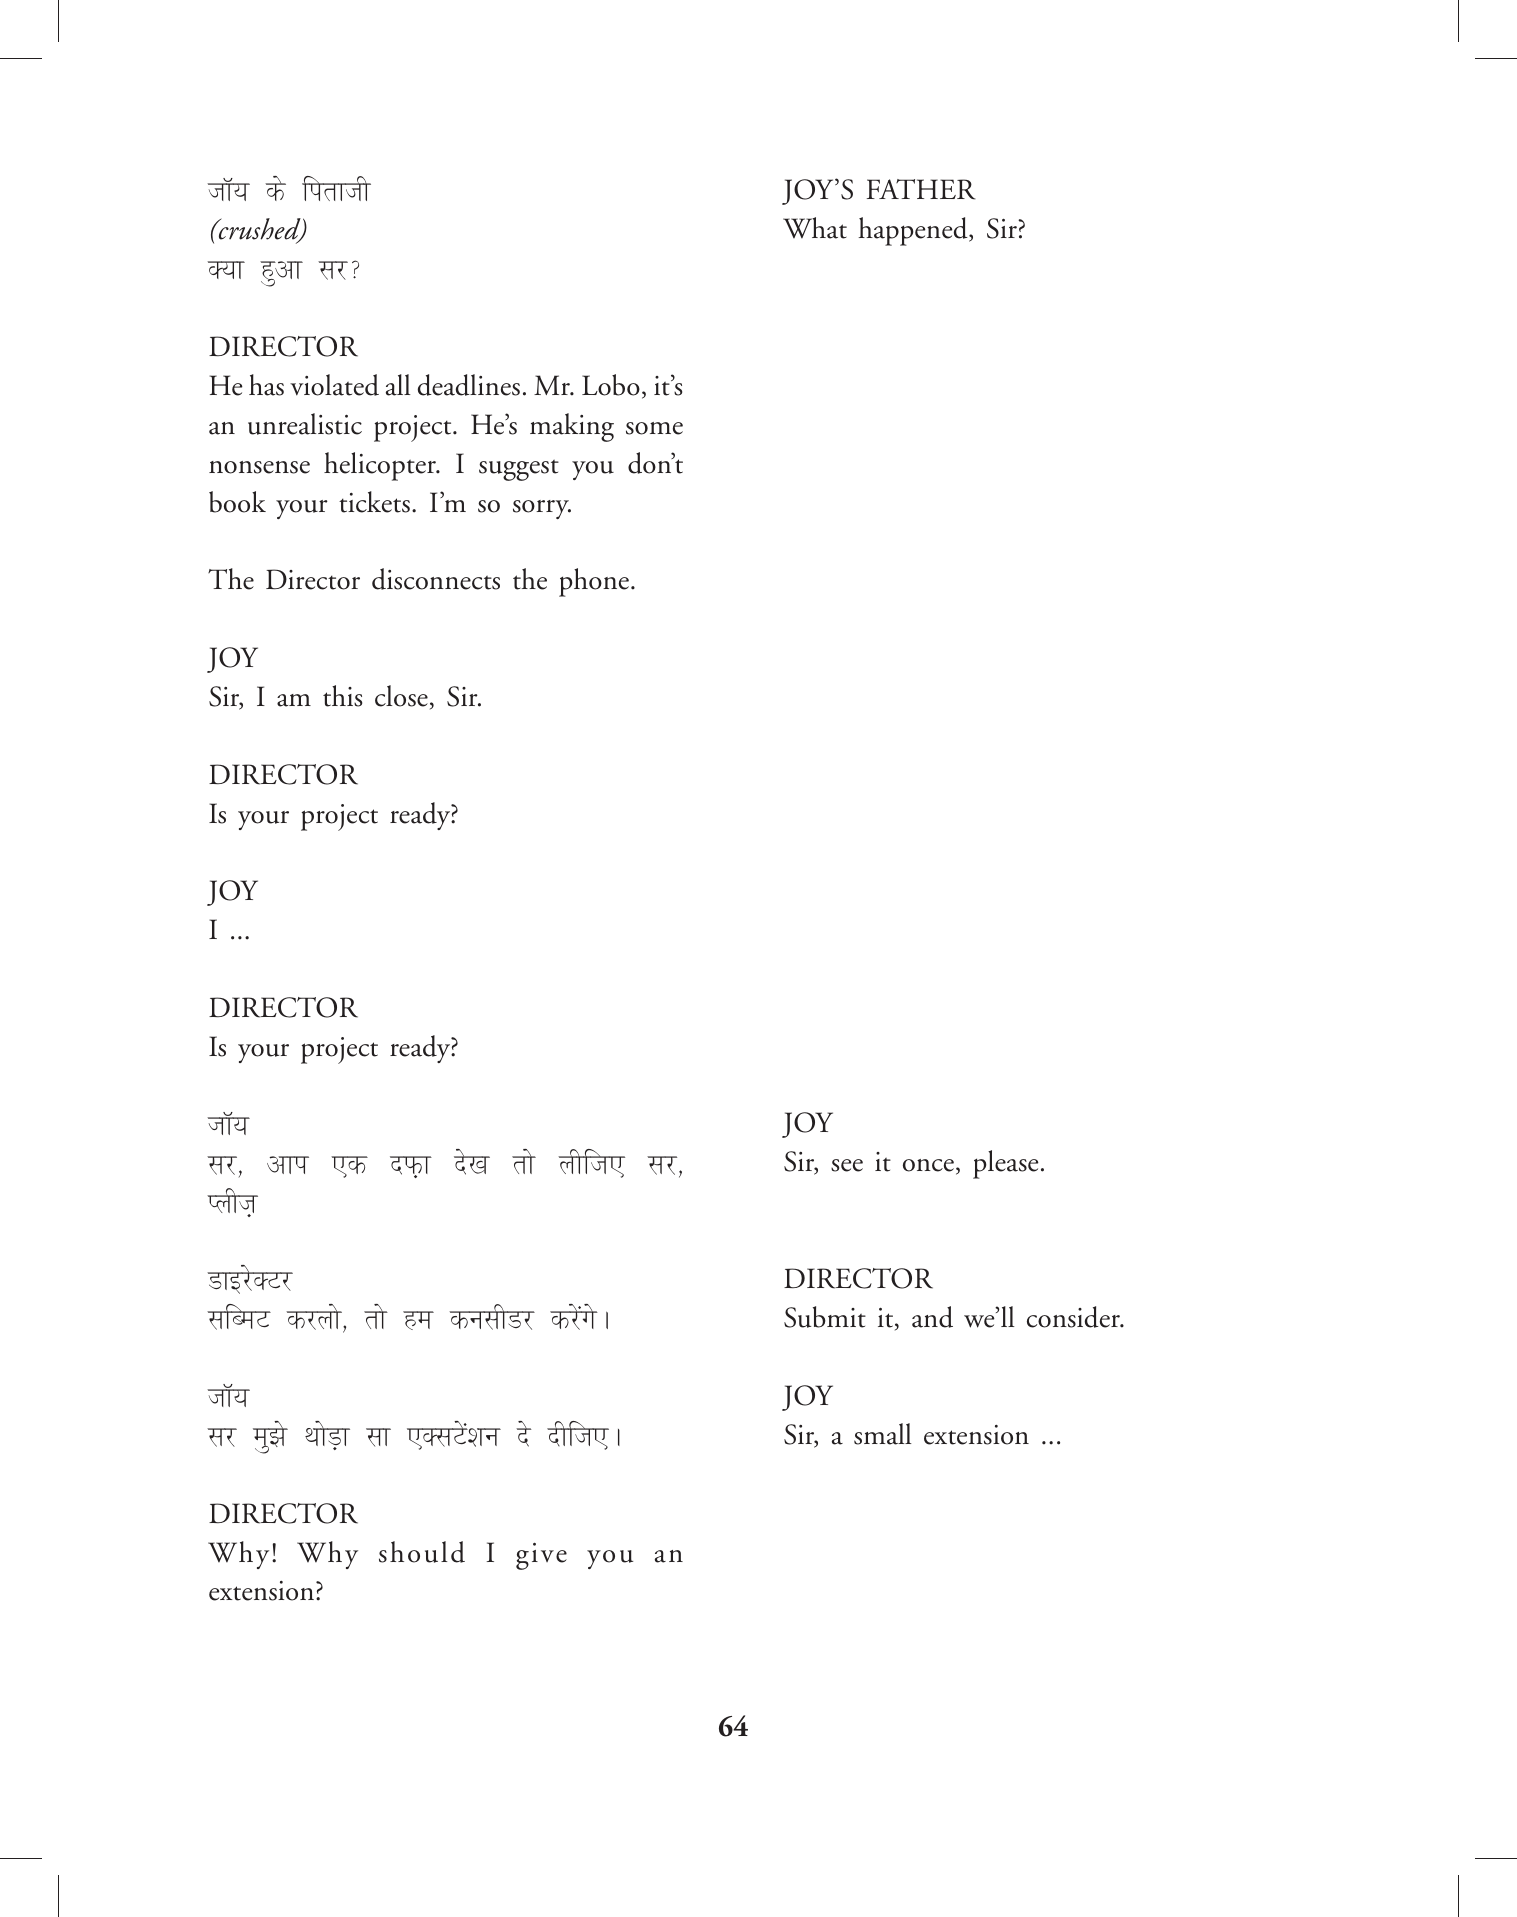 जॉय के पिताजी
(crushed)
क्या हुआ सर?
JOY’S FATHER
What happened, Sir?
DIRECTOR
He has violated all deadlines. Mr. Lobo, it’s
an unrealistic project. He’s making some
nonsense helicopter. I suggest you don’t
book your tickets. I’m so sorry.
The Director disconnects the phone.
JOY
Sir, I am this close, Sir.
DIRECTOR
Is your project ready?
JOY
I ...
DIRECTOR
Is your project ready?
जॉय
सर, आप एक दफ़ा देख तो लीजिए सर,
प्लीज़
JOY
Sir, see it once, please.
डाइरेक्टर
सब्मिट करलो, तो हम कनसीडर करेंगे।
DIRECTOR
Submit it, and we’ll consider.
जॉय
सर मुझे थोड़ा सा एक्सटेंशन दे दीजिए।
JOY
Sir, a small extension ...
DIRECTOR
Why! Why should I give you an
extension?
64